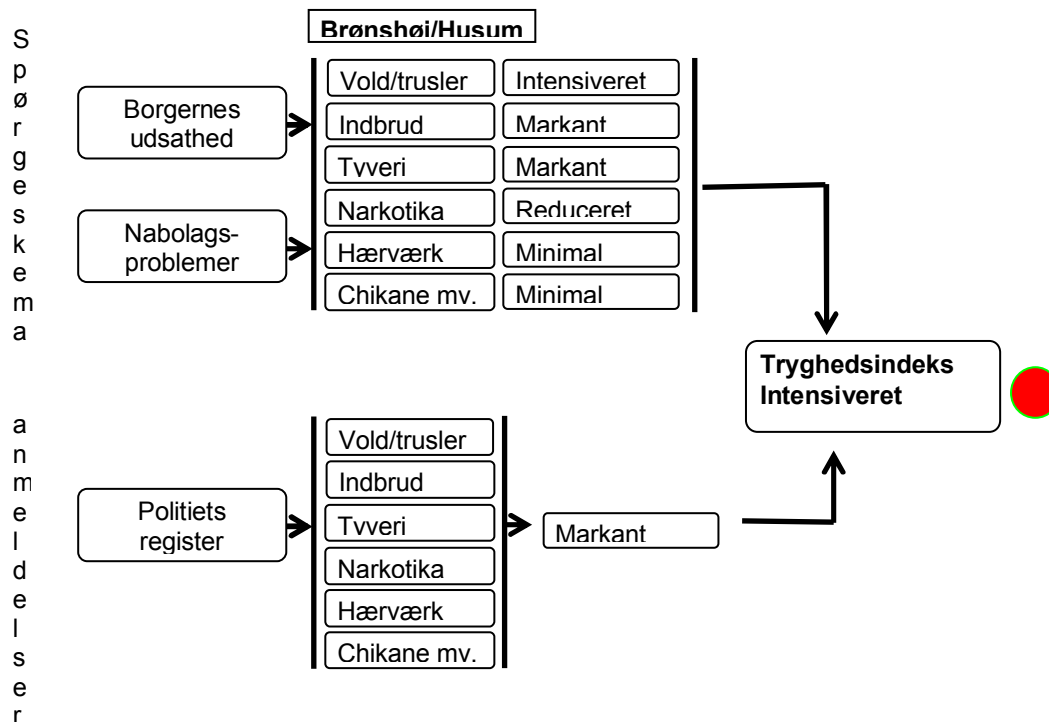 Brønshøj/Husum
Spørgeskema
Borgernes
udsathed
Nabolags-
problemer
Vold/trusler Intensiveret
Indbrud Markant
Tyveri Markant
Narkotika Reduceret
Hærværk Minimal
Chikane mv. Minimal
Tryghedsindeks
Intensiveret
anmeldelser
Politiets
register
Vold/trusler
Indbrud
Tyveri
Narkotika
Hærværk
Chikane mv.
Markant